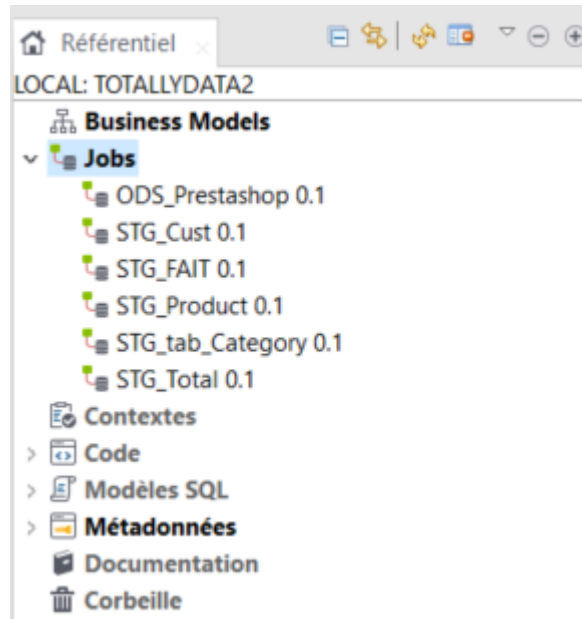 Référentiel
LOCAL: TOTALLYDATA2
Business Models
Jobs
ODS_Prestashop 0.1
STG_Cust 0.1
STG_FAIT 0.1
STG_Product 0.1
STG_tab_Category 0.1
STG_Total 0.1
Contextes
Code
Modèles SQL
Métadonnées
Documentation
Corbeille